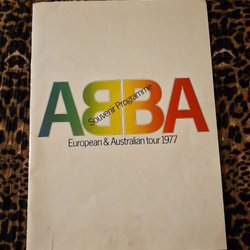 ABBA
Souvenir Programme
European & Australian tour 1977